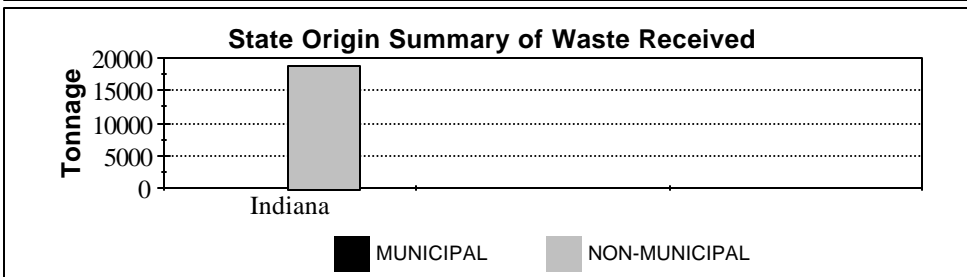 State Origin Summary of Waste Received
Tonnage
20000
15000
10000
5000
0
Indiana
MUNICIPAL NON-MUNICIPAL